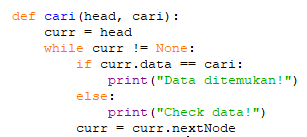 def cari(head, cari):
    curr = head
    while curr != None:
        if curr.data == cari:
            print("Data ditemukan!")
        else:
            print("Check data!")
        curr = curr.nextNode